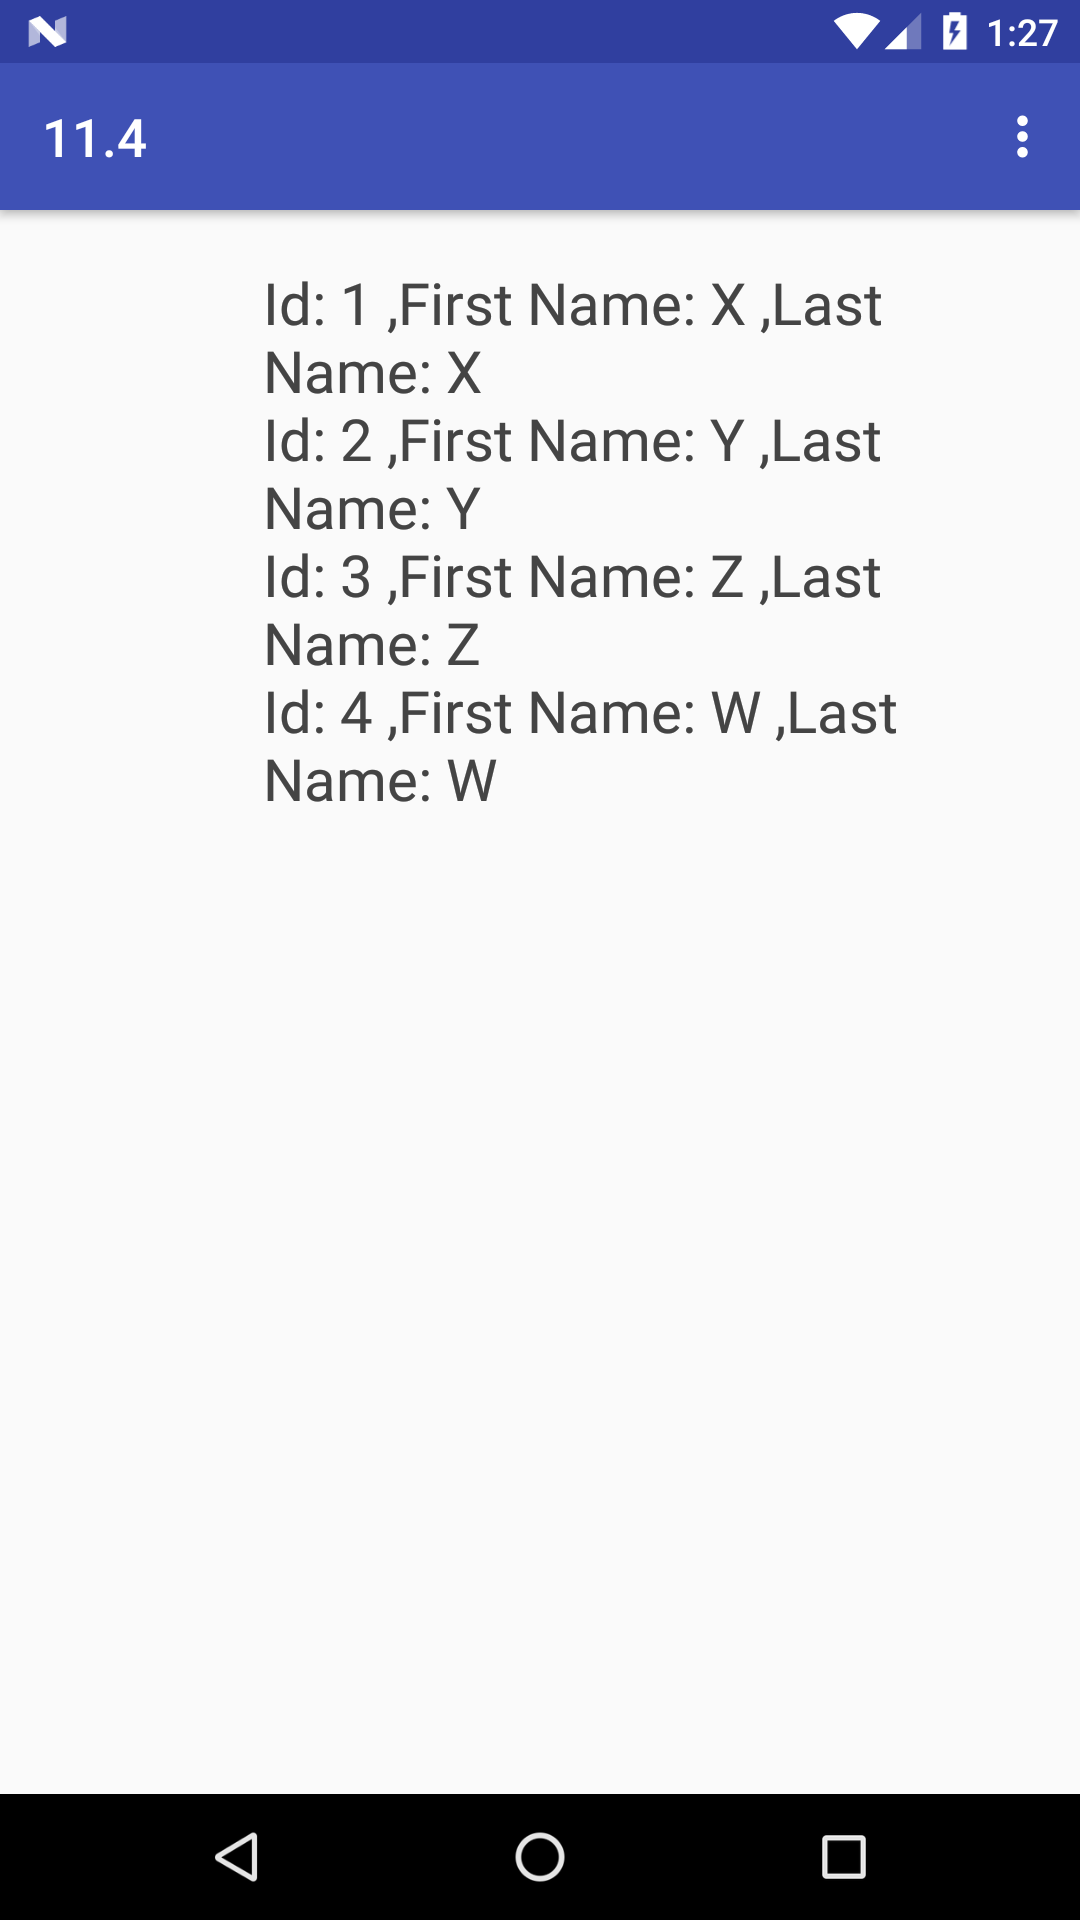 1:27
11.4
Id: 1 ,First Name: X ,Last
Name: X
Id: 2 ,First Name: Y ,Last
Name: Y
Id: 3 ,First Name: Z ,Last
Name: Z
Id: 4 ,First Name: W ,Last
Name: W